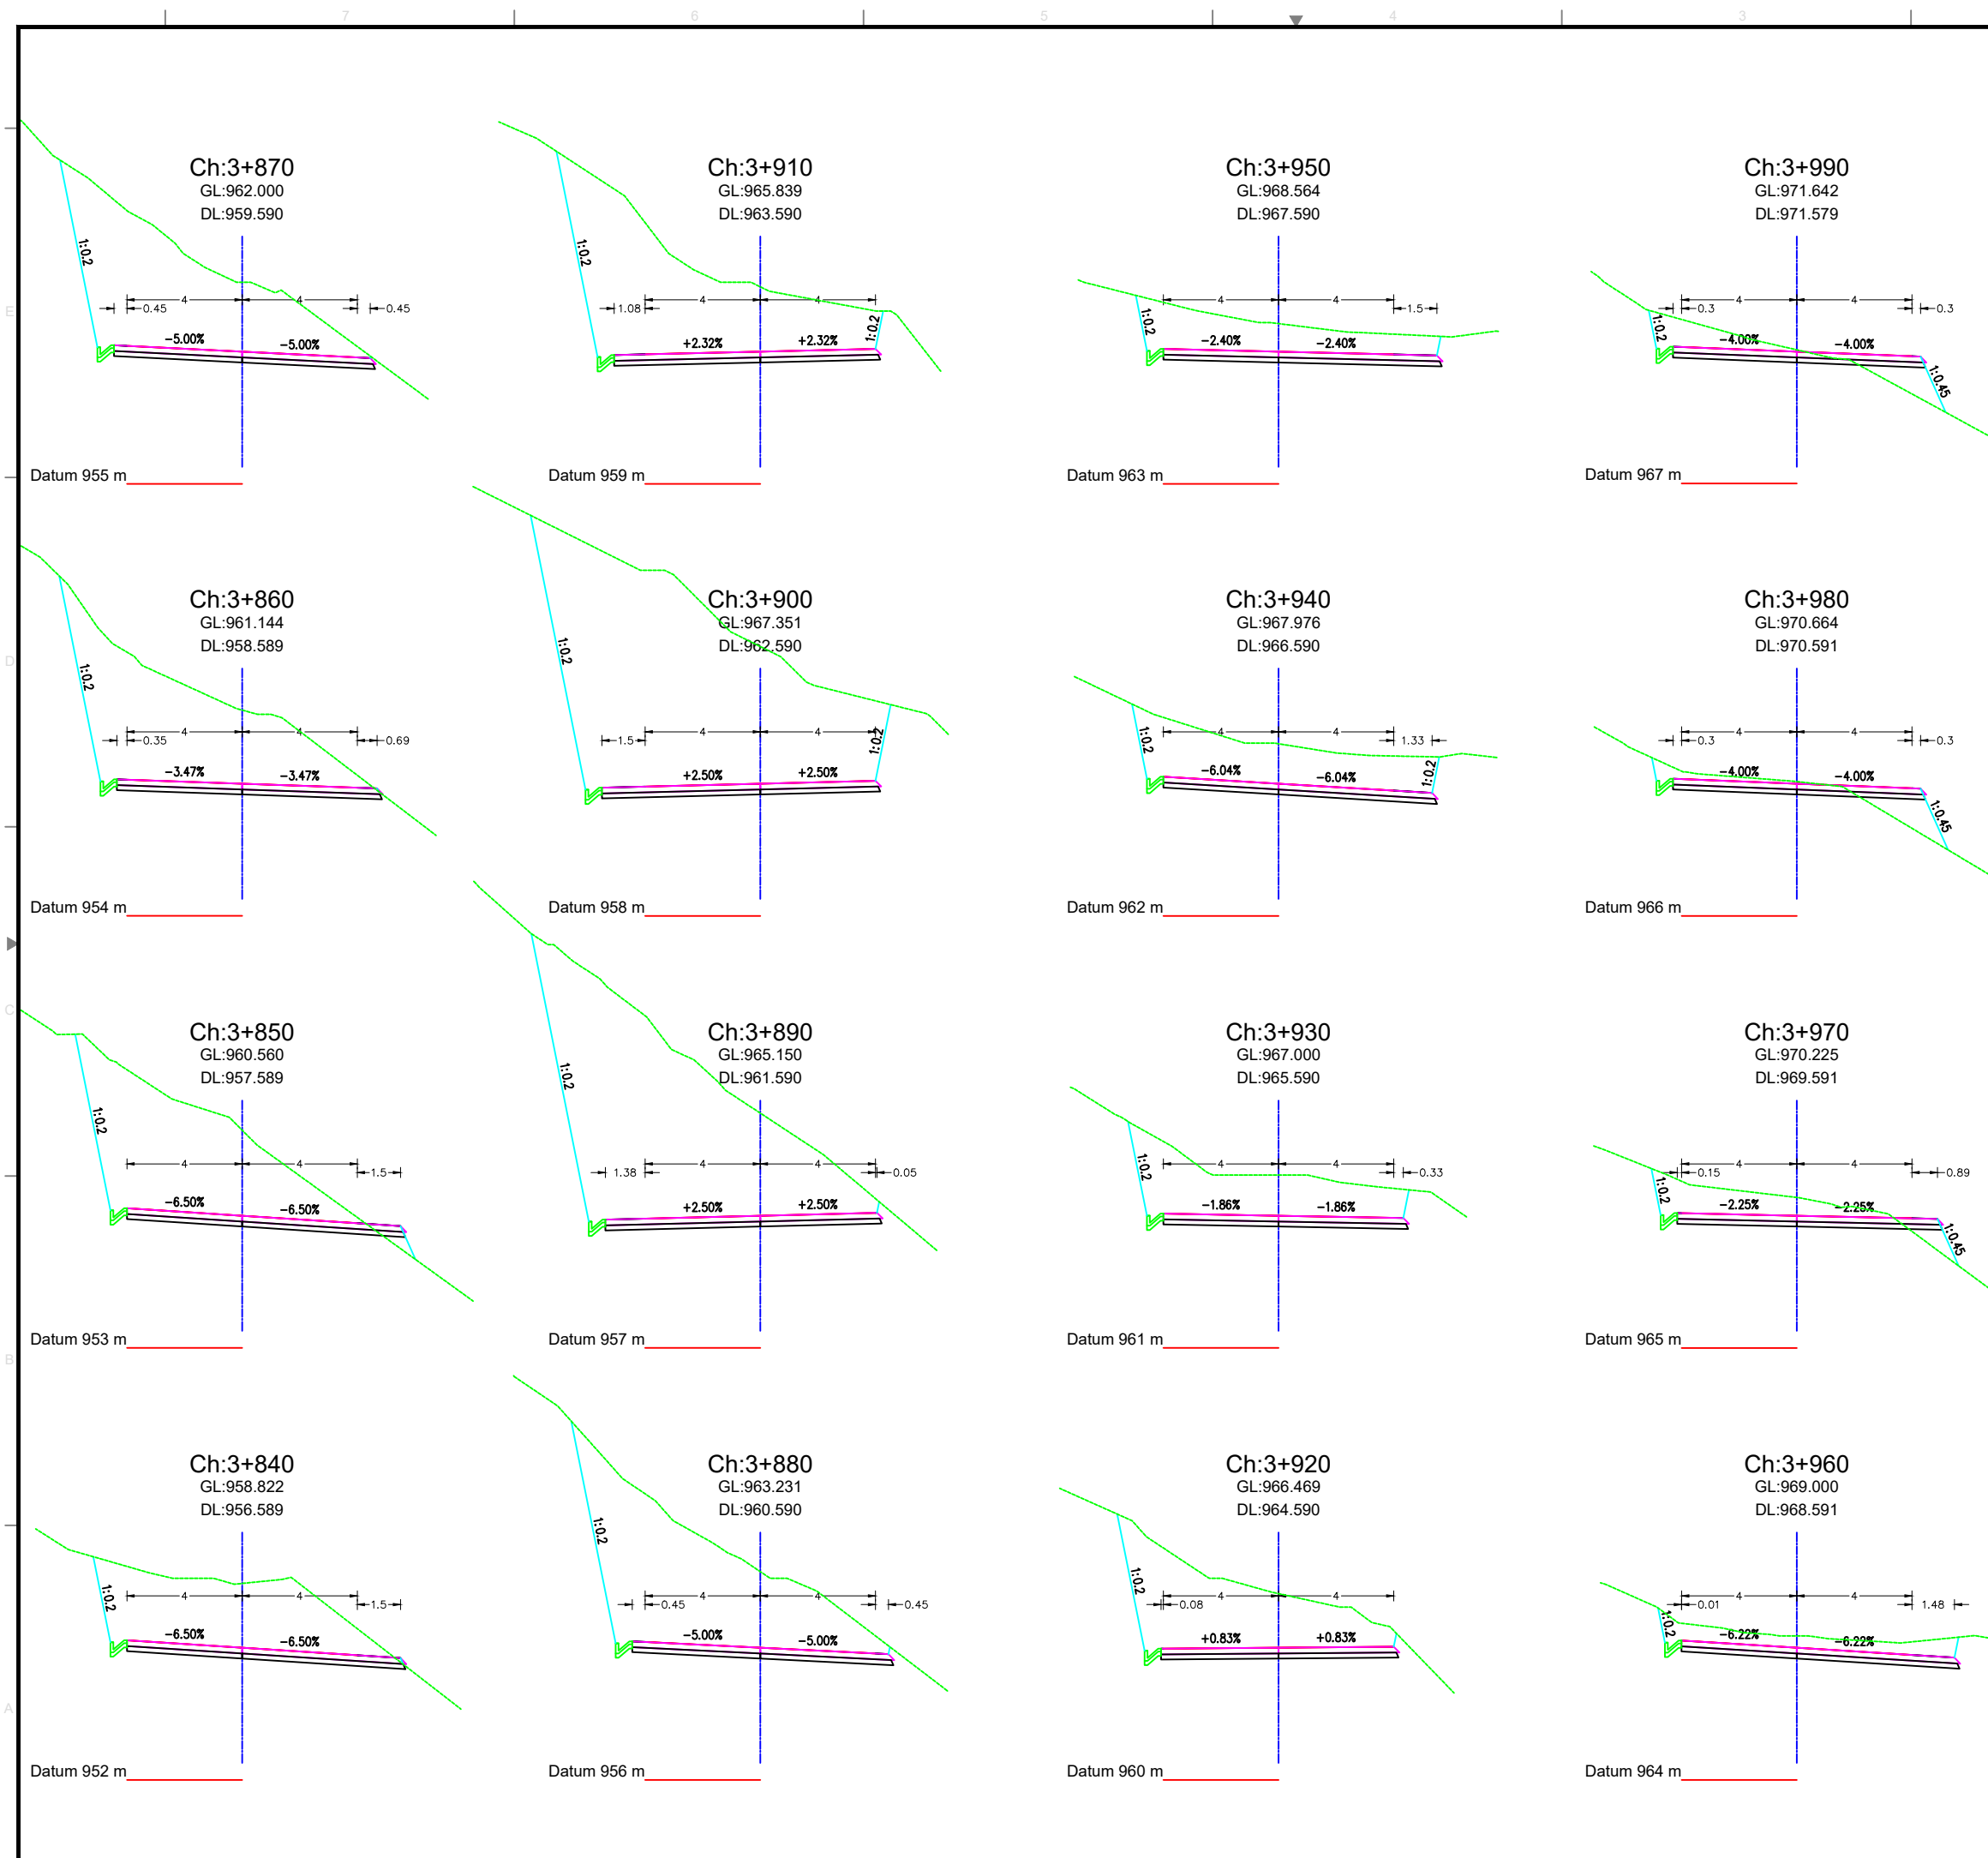 7 6 5 4 3
E
D
C
B
A
Ch:3+870
GL:962.000
DL:959.590
1:0.2
4 4
0.45 0.45
-5.00% -5.00%
Datum 955 m
Ch:3+910
GL:965.839
DL:963.590
1:0.2
4 4
1.08
1:0.2
+2.32% +2.32%
Datum 959 m
Ch:3+950
GL:968.564
DL:967.590
1:0.2
4 4
1.5
-2.40% -2.40%
Datum 963 m
Ch:3+990
GL:971.642
DL:971.579
1:0.2
4 4
0.3 0.3
-4.00% -4.00%
1:0.45
Datum 967 m
Ch:3+860
GL:961.144
DL:958.589
1:0.2
4 4
0.35 0.69
-3.47% -3.47%
Datum 954 m
Ch:3+900
GL:967.351
DL:962.590
1:0.2
4 4
1.5
1:0.2
+2.50% +2.50%
Datum 958 m
Ch:3+940
GL:967.976
DL:966.590
1:0.2
4 4
1.33
1:0.2
-6.04% -6.04%
Datum 962 m
Ch:3+980
GL:970.664
DL:970.591
4 4
0.3 0.3
-4.00% -4.00%
1:0.45
Datum 966 m
Ch:3+850
GL:960.560
DL:957.589
1:0.2
4 4
1.5
-6.50% -6.50%
Datum 953 m
Ch:3+890
GL:965.150
DL:961.590
1:0.2
4 4
1.38 0.05
+2.50% +2.50%
Datum 957 m
Ch:3+930
GL:967.000
DL:965.590
1:0.2
4 4
0.33
-1.86% -1.86%
Datum 961 m
Ch:3+970
GL:970.225
DL:969.591
1:0.2
4 4
0.15 0.89
-2.25% -2.25%
1:0.45
Datum 965 m
Ch:3+840
GL:958.822
DL:956.589
1:0.2
4 4
1.5
-6.50% -6.50%
Datum 952 m
Ch:3+880
GL:963.231
DL:960.590
1:0.2
4 4
0.45 0.45
-5.00% -5.00%
Datum 956 m
Ch:3+920
GL:966.469
DL:964.590
1:0.2
4 4
0.08
+0.83% +0.83%
Datum 960 m
Ch:3+960
GL:969.000
DL:968.591
1:0.2
4 4
0.01 1.48
-6.22% -6.22%
Datum 964 m